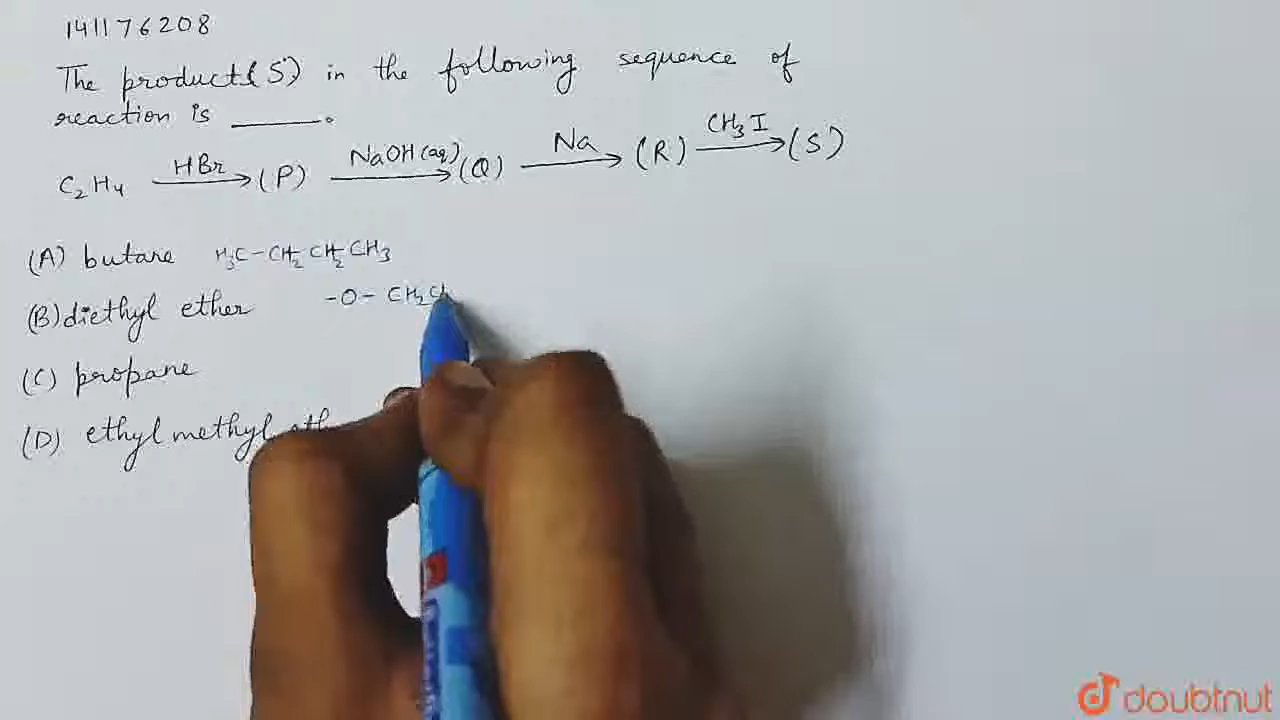 141176208
The product (S) in the following sequence of
reaction is ______.
C₂H₄ —HBr→ (P) —NaOH(aq)→ (Q) —Na→ (R) —CH₃I→ (S)
(A) butane H₃C-CH₂CH₂CH₃
(B) diethyl ether -O-CH₂C
(C) propane
(D) ethyl methyl
doubtnut